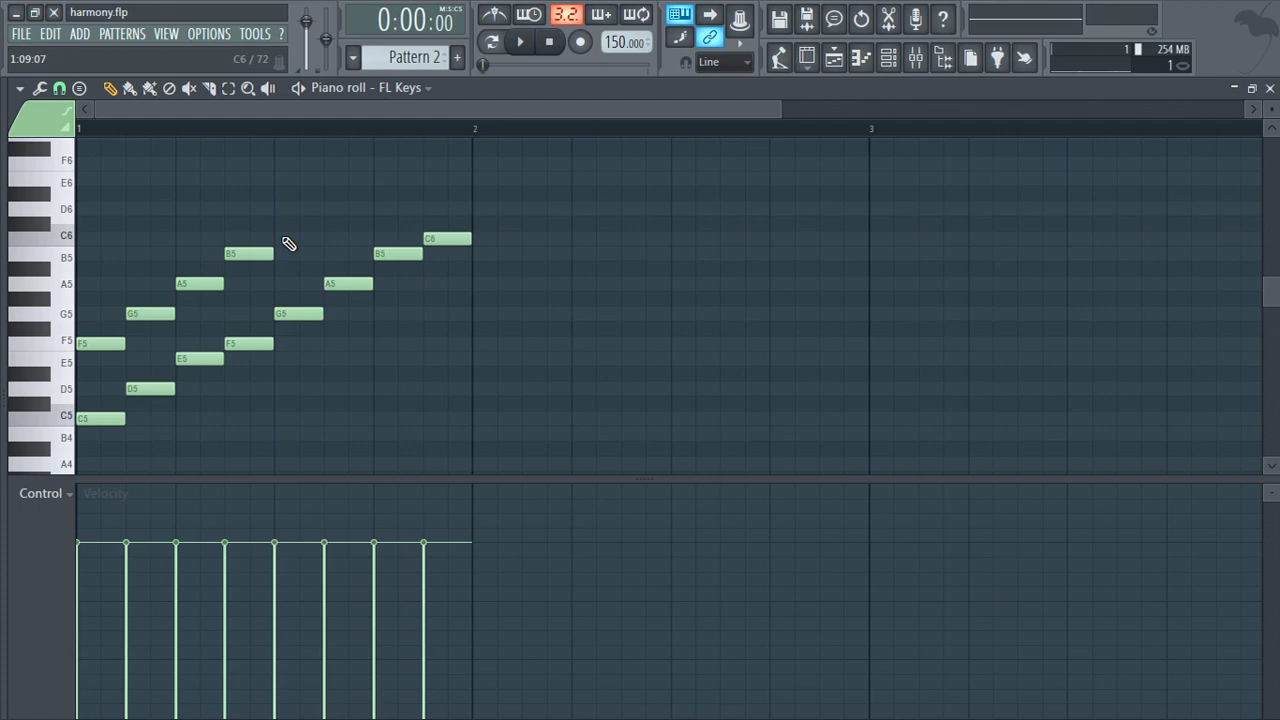 harmony.flp
FILE EDIT ADD PATTERNS VIEW OPTIONS TOOLS ?
1:09:07 C6 / 72
0:00:00 M:S:CS
3.2
150.000
Pattern 2 +
Line
1 254 MB
1
Piano roll - FL Keys
1 2 3
F6
E6
D6
C6 C6
B5 B5 B5
A5 A5 A5
G5 G5 G5
F5 F5 F5
E5 E5
D5 D5
C5 C5
B4
A4
Control Velocity